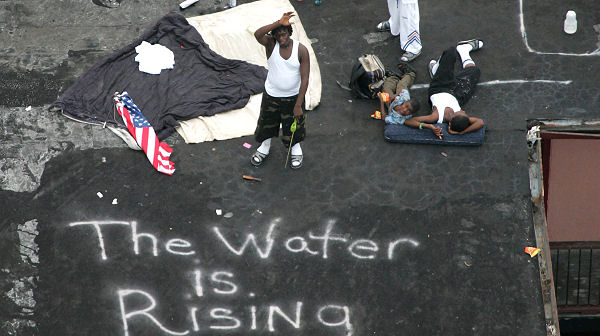 The Water
is
Rising